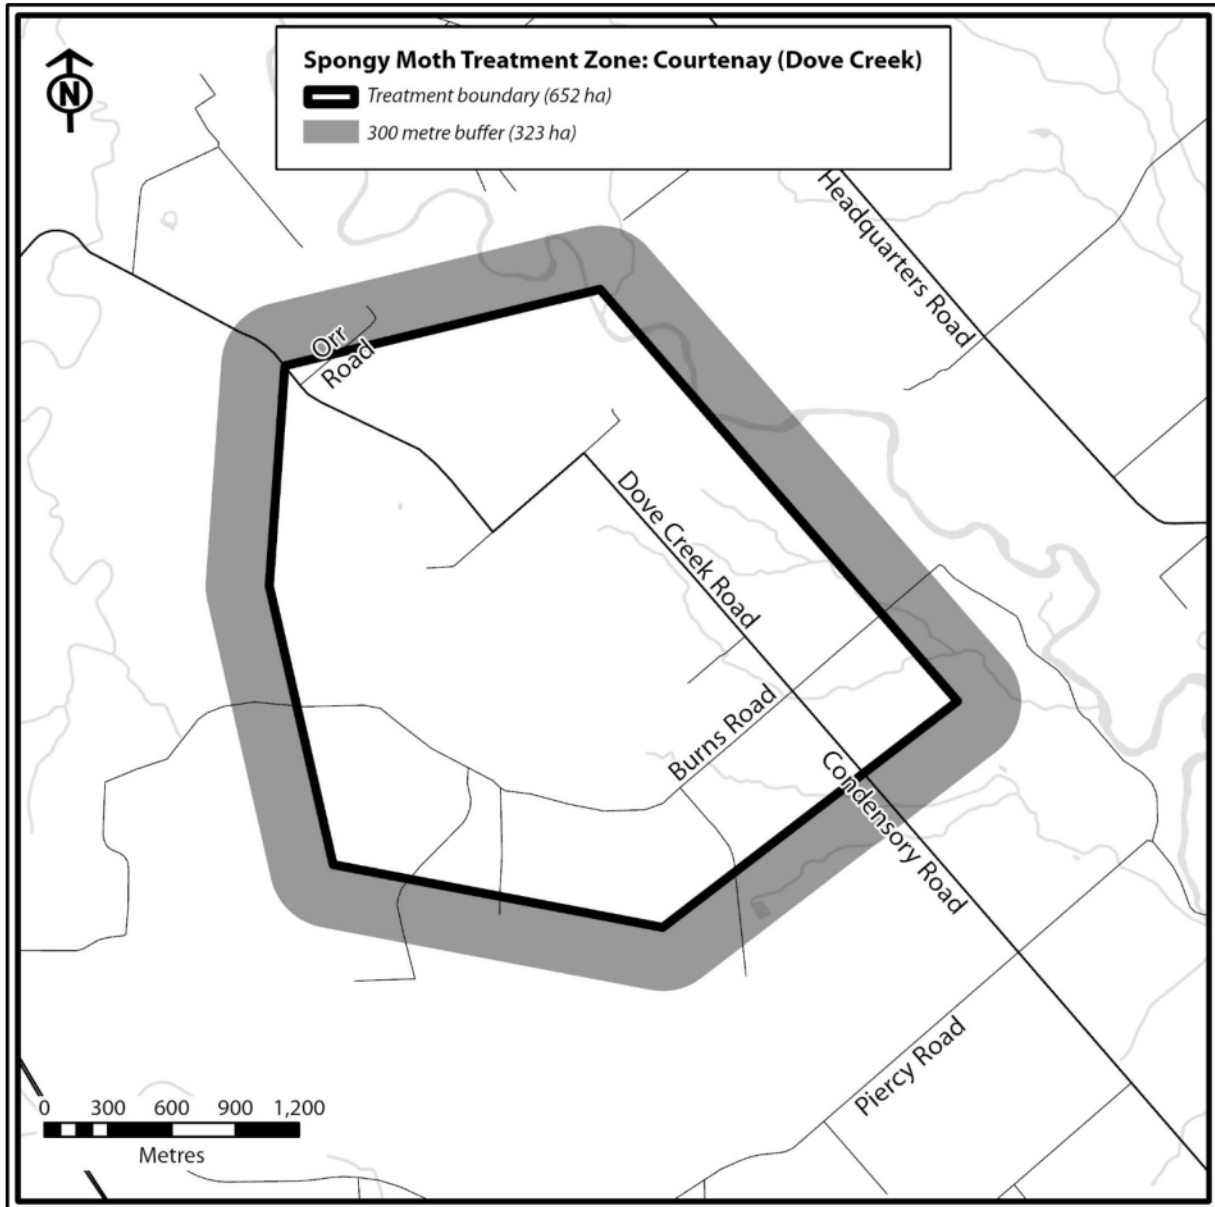 N
Spongy Moth Treatment Zone: Courtenay (Dove Creek)
Treatment boundary (652 ha)
300 metre buffer (323 ha)
Headquarters Road
Orr
Road
Dove Creek Road
Burns Road
Condensory Road
Piercy Road
0 300 600 900 1,200
Metres